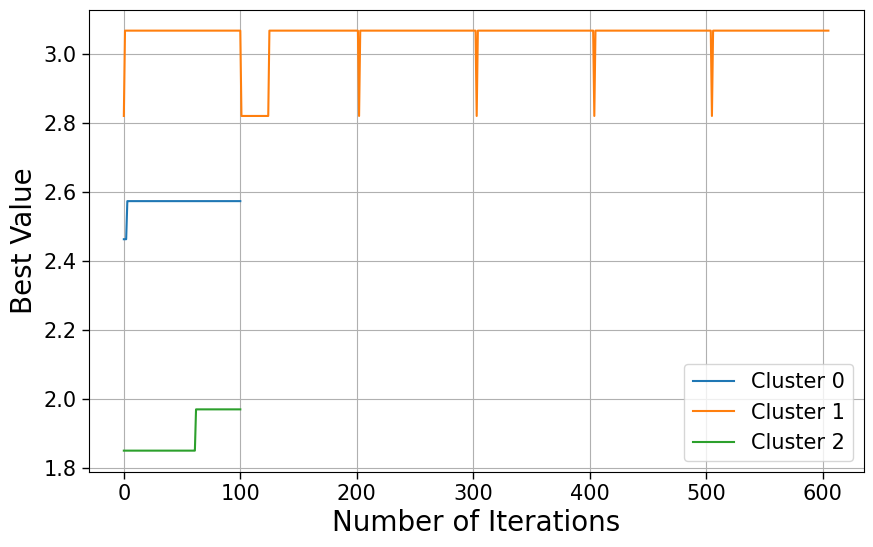 Best Value
3.0
2.8
2.6
2.4
2.2
2.0
1.8
0 100 200 300 400 500 600
Number of Iterations
Cluster 0
Cluster 1
Cluster 2